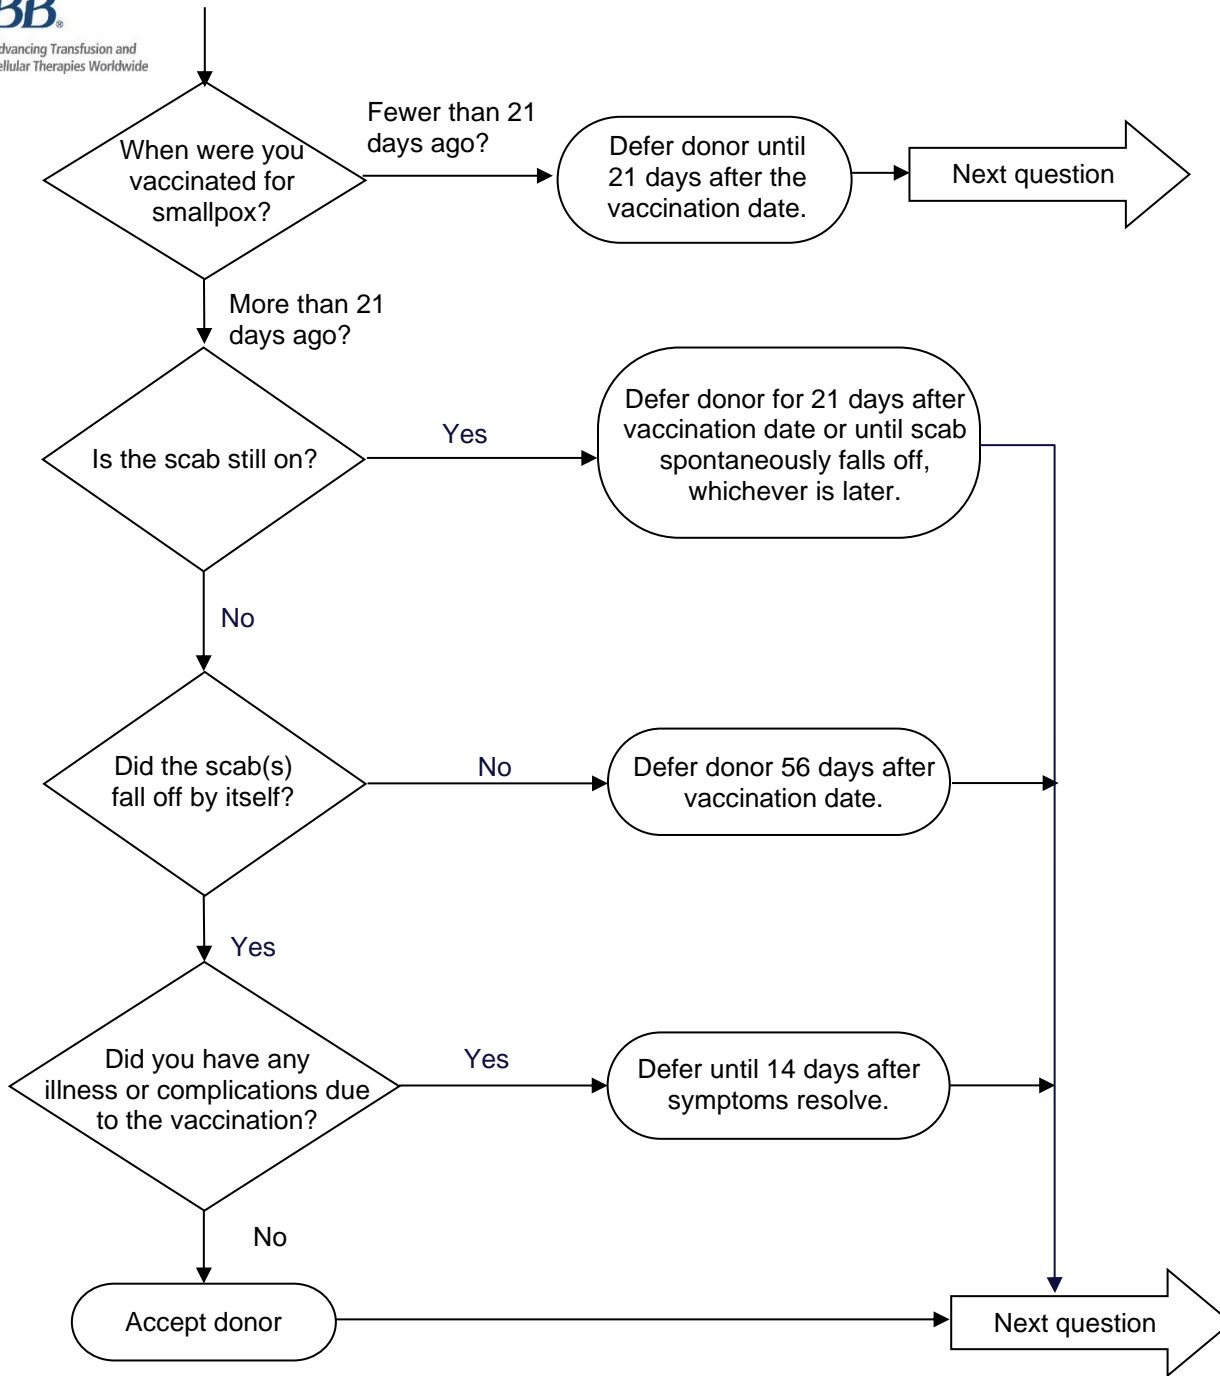 BB®
dvancing Transfusion and
ellular Therapies Worldwide
Fewer than 21
days ago?
When were you
vaccinated for
smallpox?
Defer donor until
21 days after the
vaccination date.
Next question
More than 21
days ago?
Is the scab still on?
Yes
Defer donor for 21 days after
vaccination date or until scab
spontaneously falls off,
whichever is later.
No
Did the scab(s)
fall off by itself?
No
Defer donor 56 days after
vaccination date.
Yes
Did you have any
illness or complications due
to the vaccination?
Yes
Defer until 14 days after
symptoms resolve.
No
Accept donor
Next question